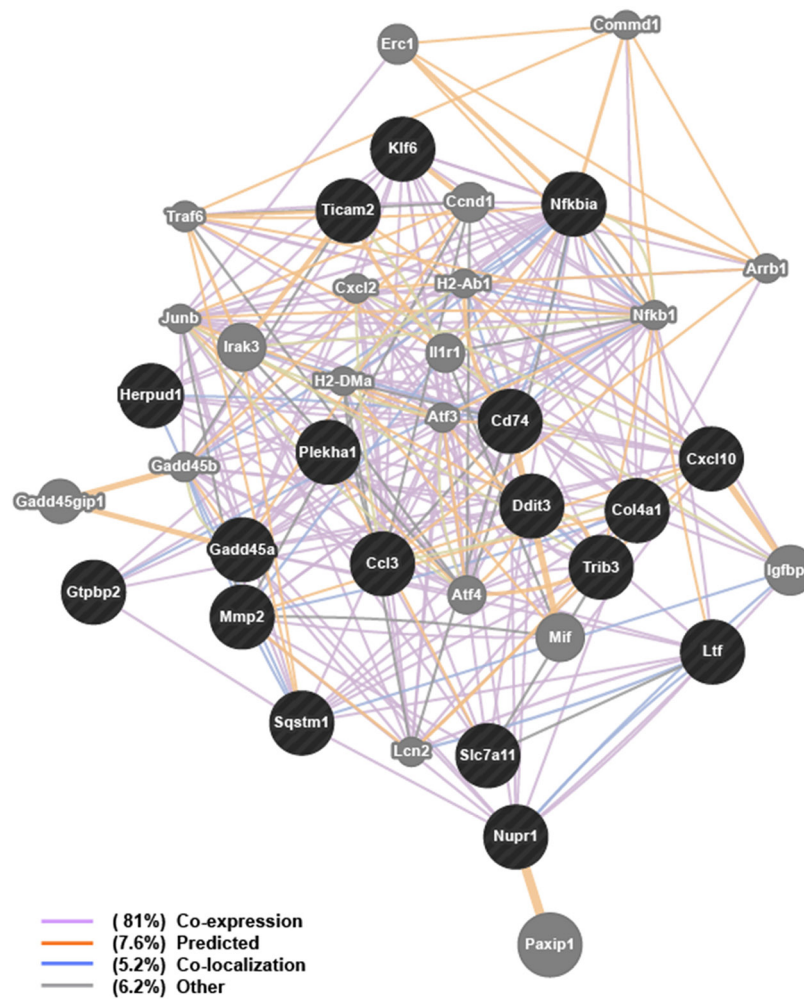 Commd1
Erc1
Klf6
Ccnd1
Nfkbia
Ticam2
Traf6
Arrb1
Cxcl2
H2-Ab1
Junb
Nfkb1
Irak3
Il1r1
H2-DMa
Herpud1
Atf3
Cd74
Plekha1
Cxcl10
Gadd45b
Gadd45gip1
Ddit3
Col4a1
Gadd45a
Ccl3
Trib3
Igfbp
Gtpbp2
Atf4
Mmp2
Mif
Ltf
Sqstm1
Lcn2
Slc7a11
Nupr1
( 81%) Co-expression
(7.6%) Predicted
(5.2%) Co-localization
(6.2%) Other
Paxip1